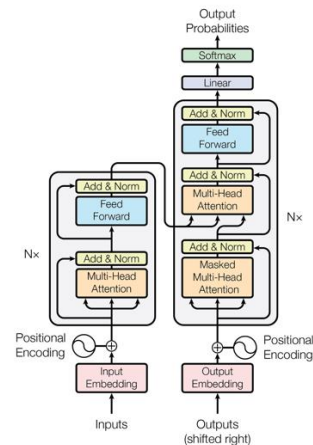 Output
Probabilities
Softmax
Linear
Add & Norm
Feed
Forward
Add & Norm
Multi-Head
Attention
Add & Norm
Masked
Multi-Head
Attention
Nx
Positional
Encoding
Output
Embedding
Outputs
(shifted right)
Add & Norm
Feed
Forward
Nx
Add & Norm
Multi-Head
Attention
Positional
Encoding
Input
Embedding
Inputs